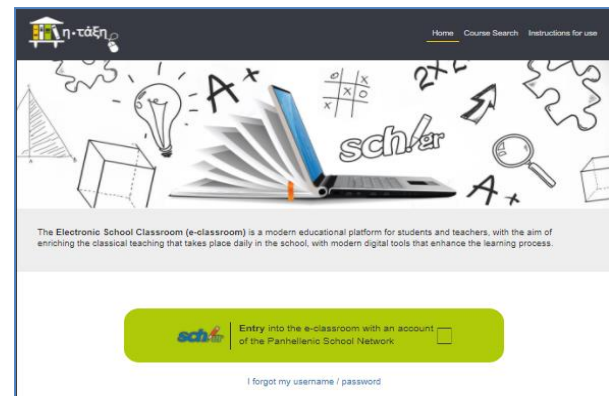 η-τάξη
Home Course Search Instructions for use
A+
2x2
x
x o
x o
sch.gr
A+
The Electronic School Classroom (e-classroom) is a modern educational platform for students and teachers, with the aim of
enriching the classical teaching that takes place daily in the school, with modern digital tools that enhance the learning process.
sch.gr
Entry into the e-classroom with an account
of the Panhellenic School Network
I forgot my username / password